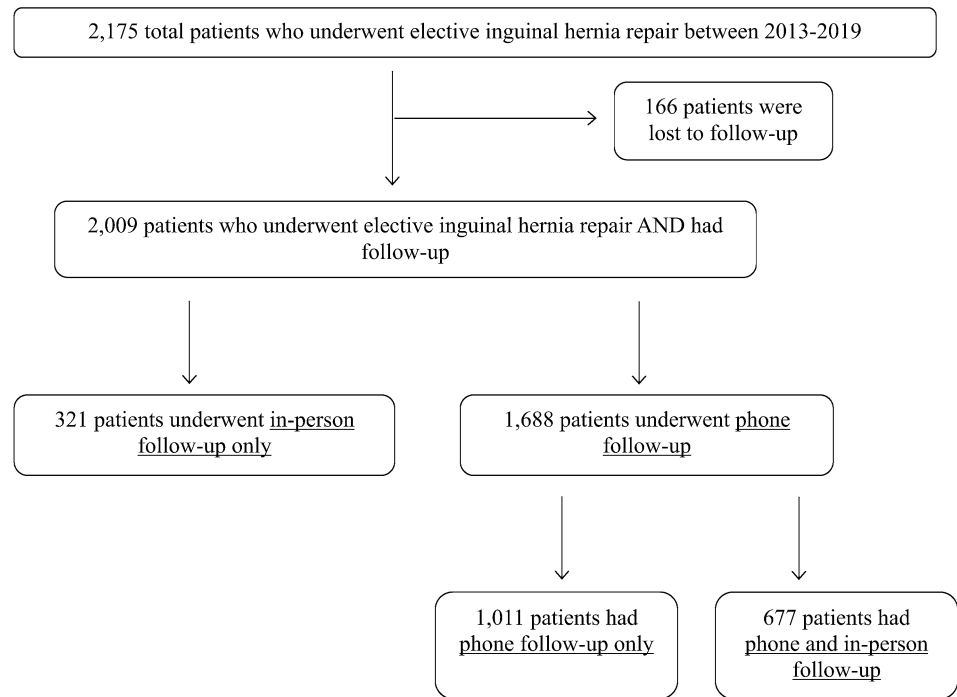 2,175 total patients who underwent elective inguinal hernia repair between 2013-2019
166 patients were
lost to follow-up
2,009 patients who underwent elective inguinal hernia repair AND had
follow-up
321 patients underwent in-person
follow-up only
1,688 patients underwent phone
follow-up
1,011 patients had
phone follow-up only
677 patients had
phone and in-person
follow-up